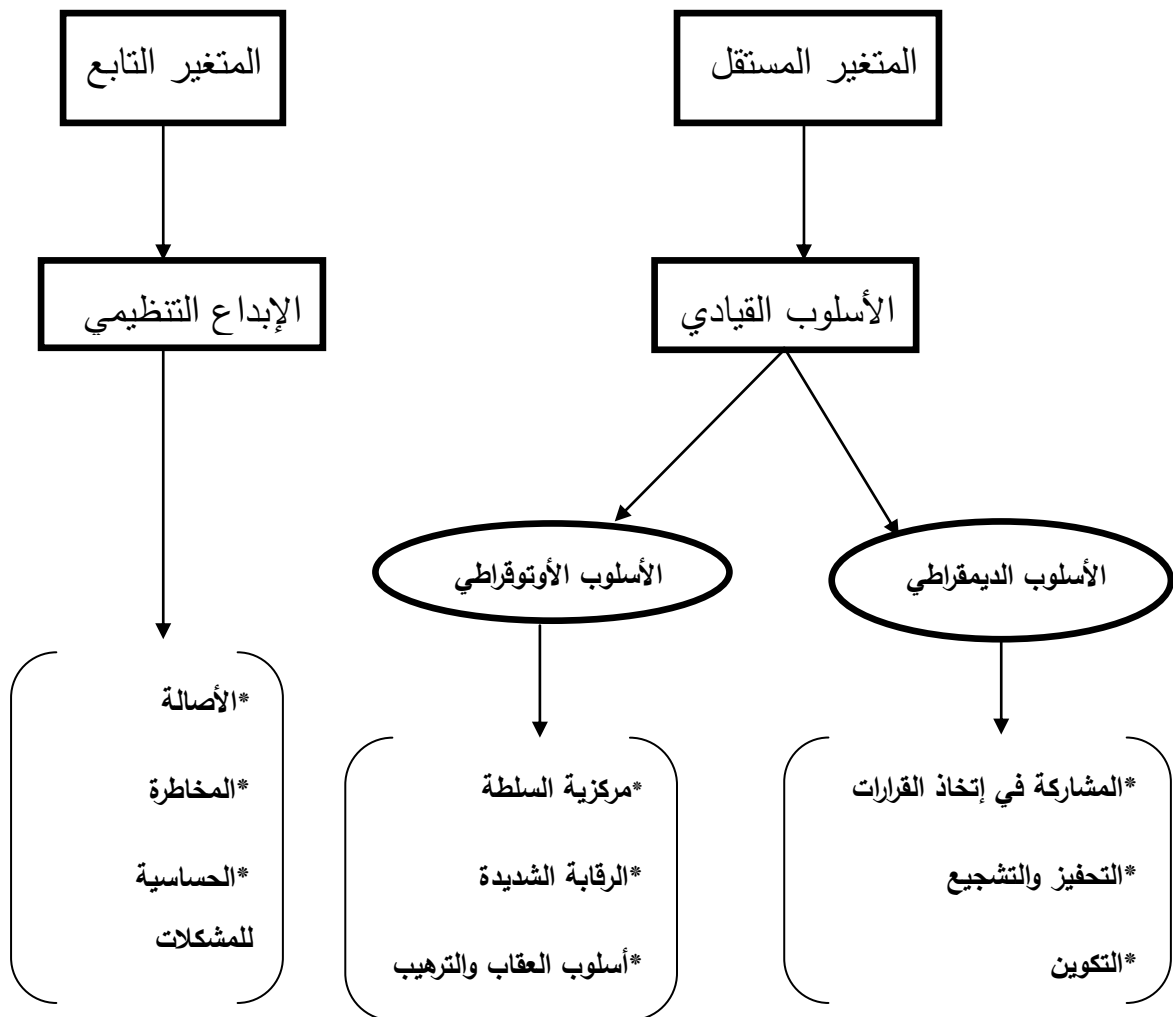 المتغير المستقل
المتغير التابع
الأسلوب القيادي
الإبداع التنظيمي
الأسلوب الديمقراطي
الأسلوب الأوتوقراطي
*المشاركة في إتخاذ القرارات
*التحفيز والتشجيع
*التكوين
*مركزية السلطة
*الرقابة الشديدة
*أسلوب العقاب والترهيب
*الأصالة
*المخاطرة
*الحساسية
للمشكلات